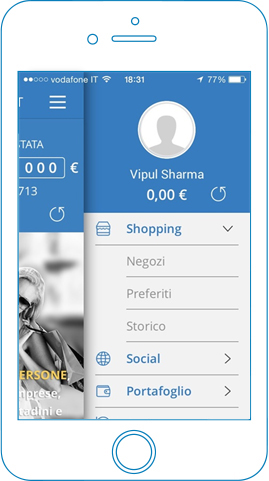 vodafone IT 18:31 77%
STATA
000 €
713
Vipul Sharma
0,00 €
Shopping
Negozi
Preferiti
Storico
Social
Portafoglio
ERSONE
prese,
adini e